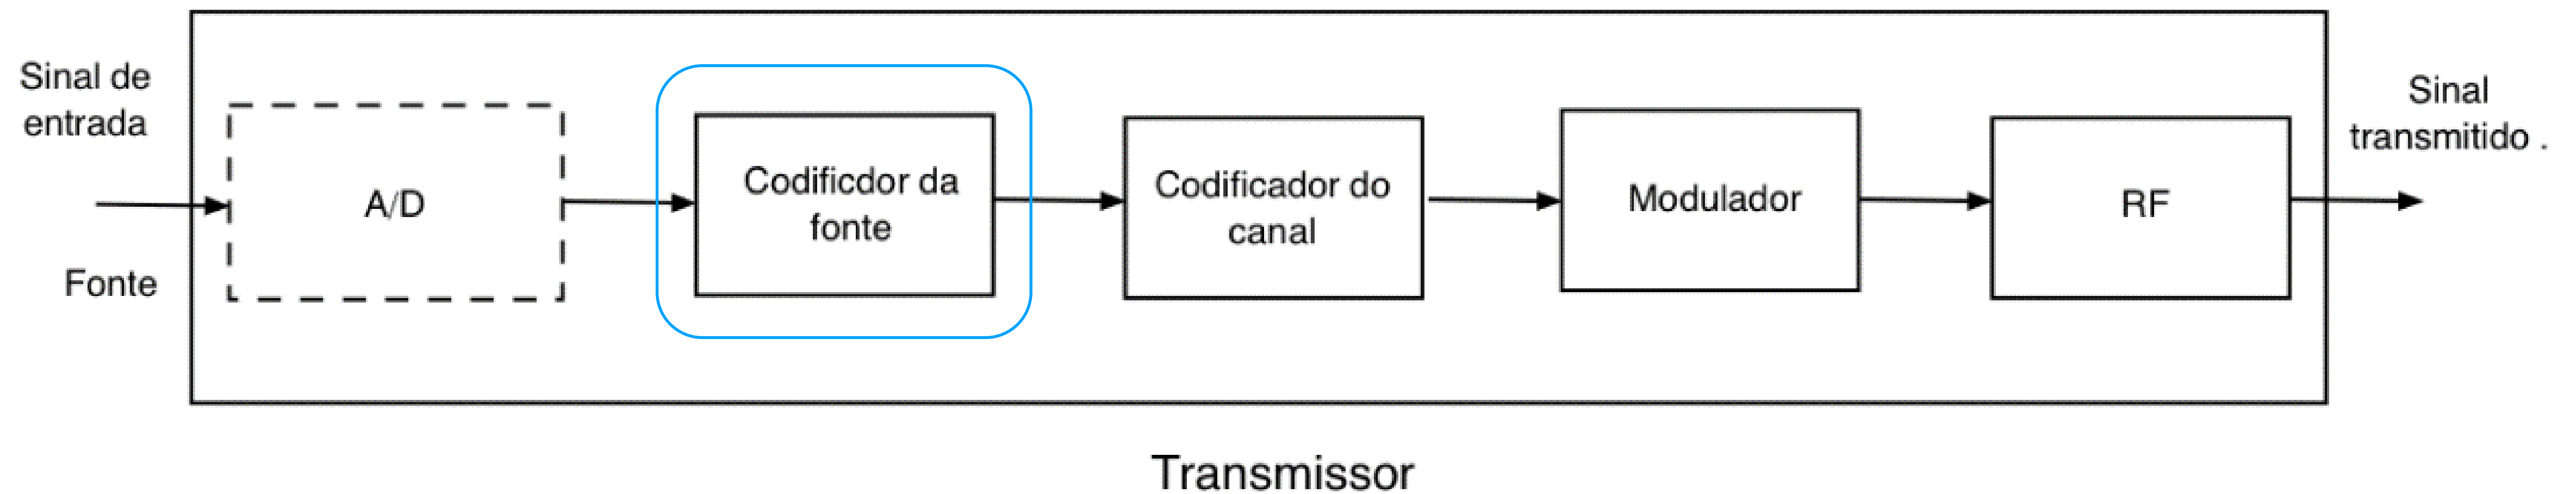 Sinal de
entrada
Fonte
A/D
Codificdor da
fonte
Codificador do
canal
Modulador
RF
Sinal
transmitido .
Transmissor